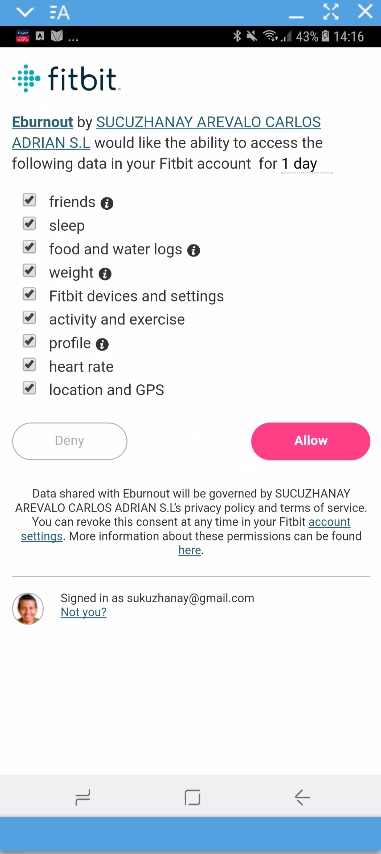 EA
... 43% 14:16
fitbit.
Eburnout by SUCUZHANAY AREVALO CARLOS
ADRIAN S.L would like the ability to access the
following data in your Fitbit account for 1 day
friends
sleep
food and water logs
weight
Fitbit devices and settings
activity and exercise
profile
heart rate
location and GPS
Deny Allow
Data shared with Eburnout will be governed by SUCUZHANAY
AREVALO CARLOS ADRIAN S.L's privacy policy and terms of service.
You can revoke this consent at any time in your Fitbit account
settings. More information about these permissions can be found
here.
Signed in as sukuzhanay@gmail.com
Not you?